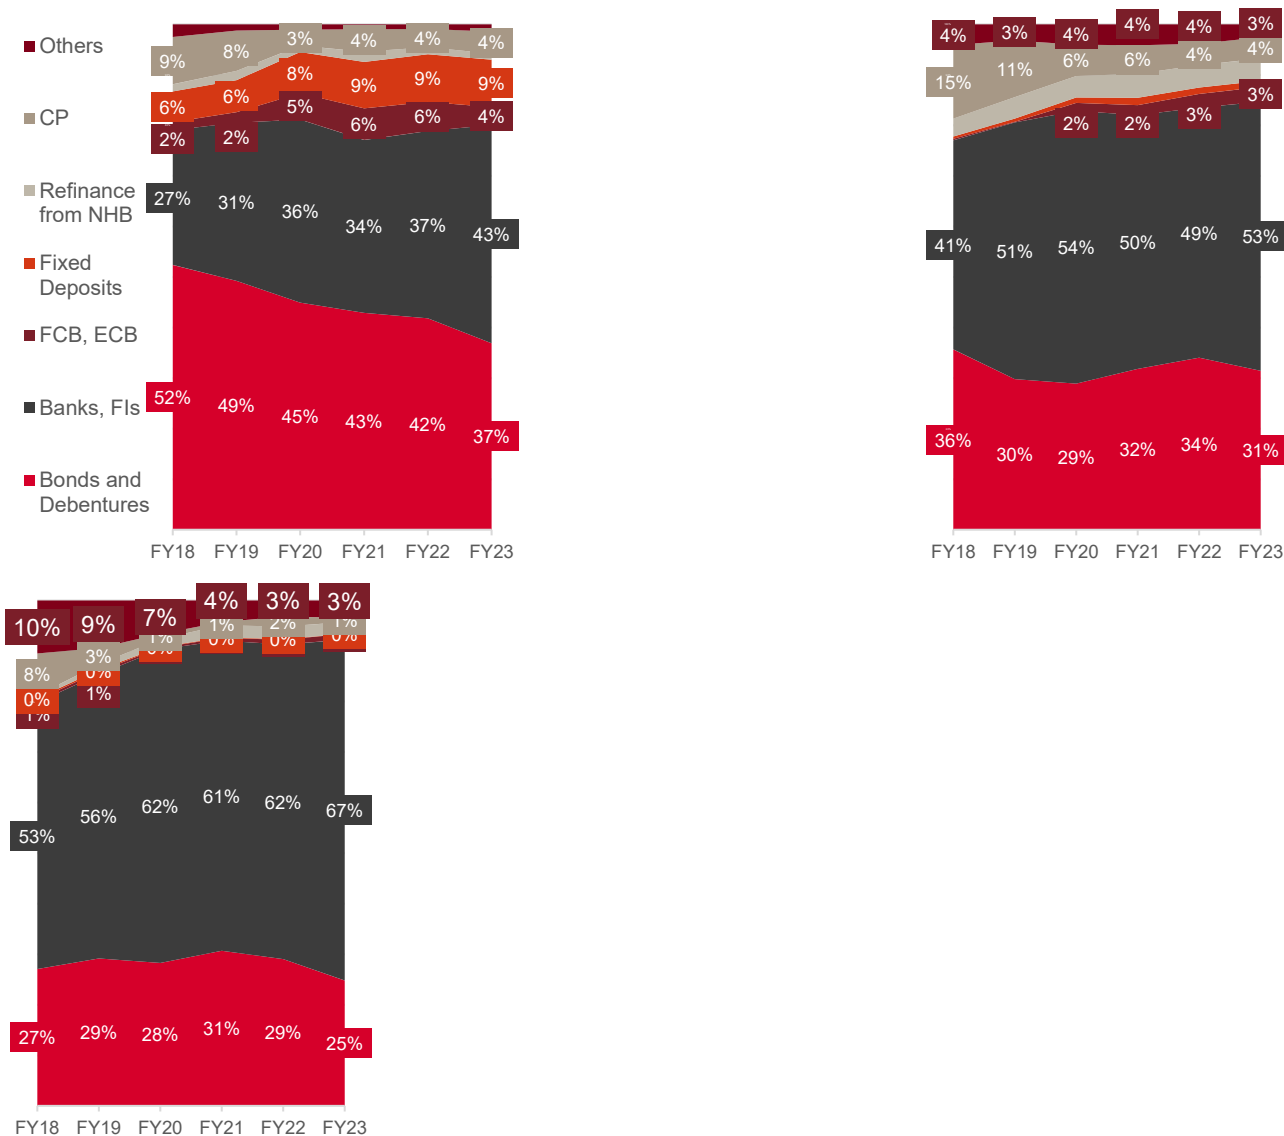 Others
CP
Refinance
from NHB
Fixed
Deposits
FCB, ECB
Banks, FIs
Bonds and
Debentures
9% 8% 3% 4% 4% 4%
6% 6% 8% 9% 9% 9%
2% 2% 5% 6% 6% 4%
27% 31% 36% 34% 37% 43%
52% 49% 45% 43% 42% 37%
FY18 FY19 FY20 FY21 FY22 FY23
4% 3% 4% 4% 4% 3%
15% 11% 6% 6% 4% 4%
2% 2% 3% 3%
41% 51% 54% 50% 49% 53%
36% 30% 29% 32% 34% 31%
FY18 FY19 FY20 FY21 FY22 FY23
10% 9% 7% 4% 3% 3%
8% 3% 1% 1% 2% 1%
0% 0% 0% 0% 0% 0%
1% 1%
53% 56% 62% 61% 62% 67%
27% 29% 28% 31% 29% 25%
FY18 FY19 FY20 FY21 FY22 FY23